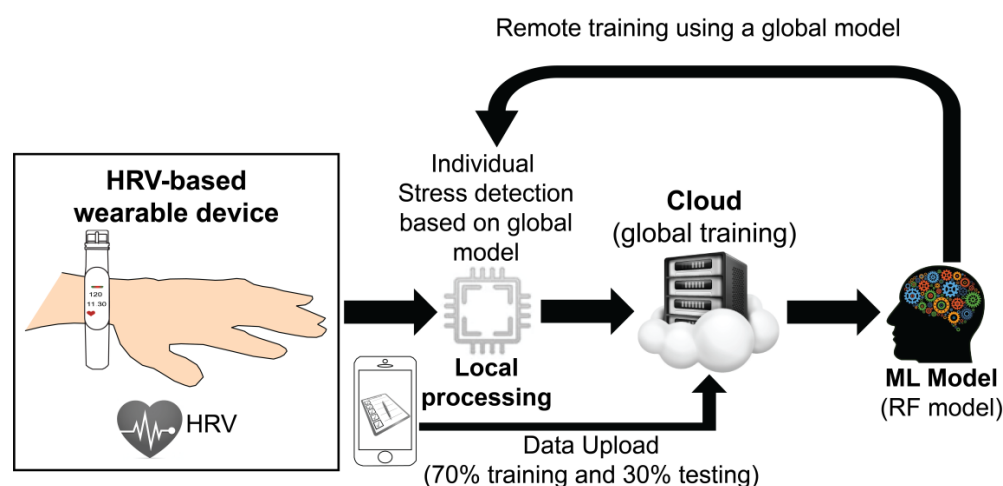 Remote training using a global model
HRV-based
wearable device
120
11 30
HRV
Individual
Stress detection
based on global
model
Local
processing
Cloud
(global training)
ML Model
(RF model)
Data Upload
(70% training and 30% testing)